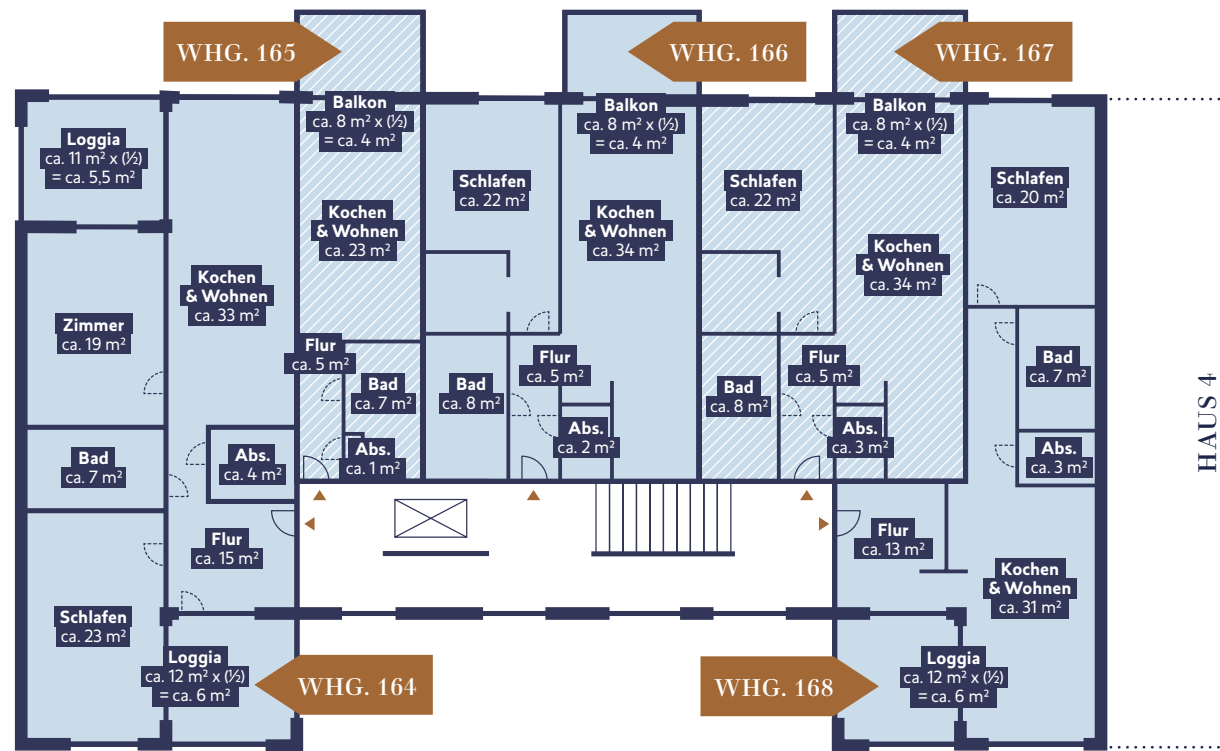 WHG. 165
WHG. 166
WHG. 167
Balkon
ca. 8 m² x (½)
= ca. 4 m²
Balkon
ca. 8 m² x (½)
= ca. 4 m²
Balkon
ca. 8 m² x (½)
= ca. 4 m²
Loggia
ca. 11 m² x (½)
= ca. 5,5 m²
Schlafen
ca. 22 m²
Schlafen
ca. 22 m²
Schlafen
ca. 20 m²
Kochen
& Wohnen
ca. 23 m²
Kochen
& Wohnen
ca. 34 m²
Kochen
& Wohnen
ca. 34 m²
Kochen
& Wohnen
ca. 33 m²
Zimmer
ca. 19 m²
Flur
ca. 5 m²
Bad
ca. 7 m²
Bad
ca. 8 m²
Flur
ca. 5 m²
Bad
ca. 8 m²
Flur
ca. 5 m²
Bad
ca. 7 m²
HAUS 4
Abs.
ca. 1 m²
Abs.
ca. 2 m²
Abs.
ca. 3 m²
Abs.
ca. 3 m²
Bad
ca. 7 m²
Abs.
ca. 4 m²
Flur
ca. 15 m²
Flur
ca. 13 m²
Kochen
& Wohnen
ca. 31 m²
Schlafen
ca. 23 m²
Loggia
ca. 12 m² x (½)
= ca. 6 m²
WHG. 164
WHG. 168
Loggia
ca. 12 m² x (½)
= ca. 6 m²